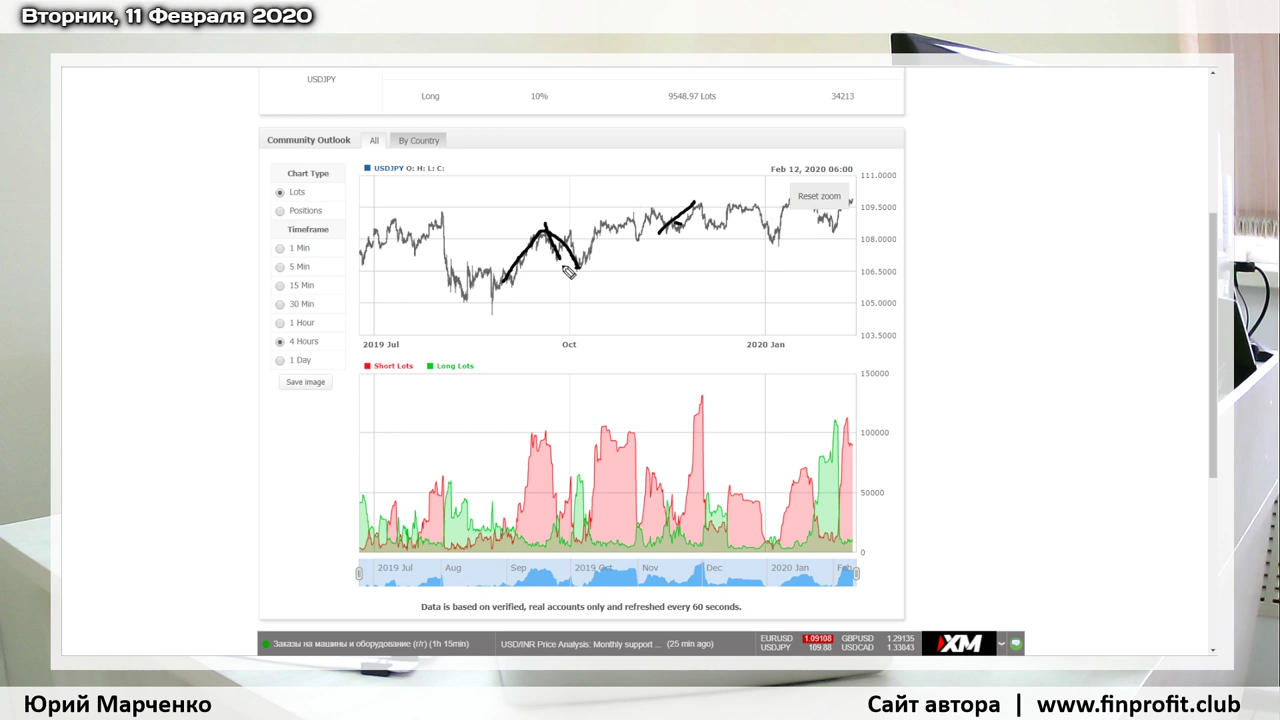 Вторник, 11 Февраля 2020
USDJPY
Long 10% 9548.97 Lots 34213
Community Outlook All By Country
Chart Type
Lots
Positions
Timeframe
1 Min
5 Min
15 Min
30 Min
1 Hour
4 Hours
1 Day
Save image
USDJPY O: H: L: C: Feb 12, 2020 06:00
Reset zoom
111.0000
109.5000
108.0000
106.5000
105.0000
103.5000
2019 Jul Oct 2020 Jan
Short Lots Long Lots
150000
100000
50000
0
2019 Jul Aug Sep 2019 Oct Nov Dec 2020 Jan Feb
Data is based on verified, real accounts only and refreshed every 60 seconds.
Заказы на машины и оборудование (г/г) (1h 15min) USD/INR Price Analysis: Monthly support ... (25 min ago)
EURUSD 1.09108 GBPUSD 1.29135
USDJPY 109.88 USDCAD 1.33043
XM
Юрий Марченко Сайт автора | www.finprofit.club